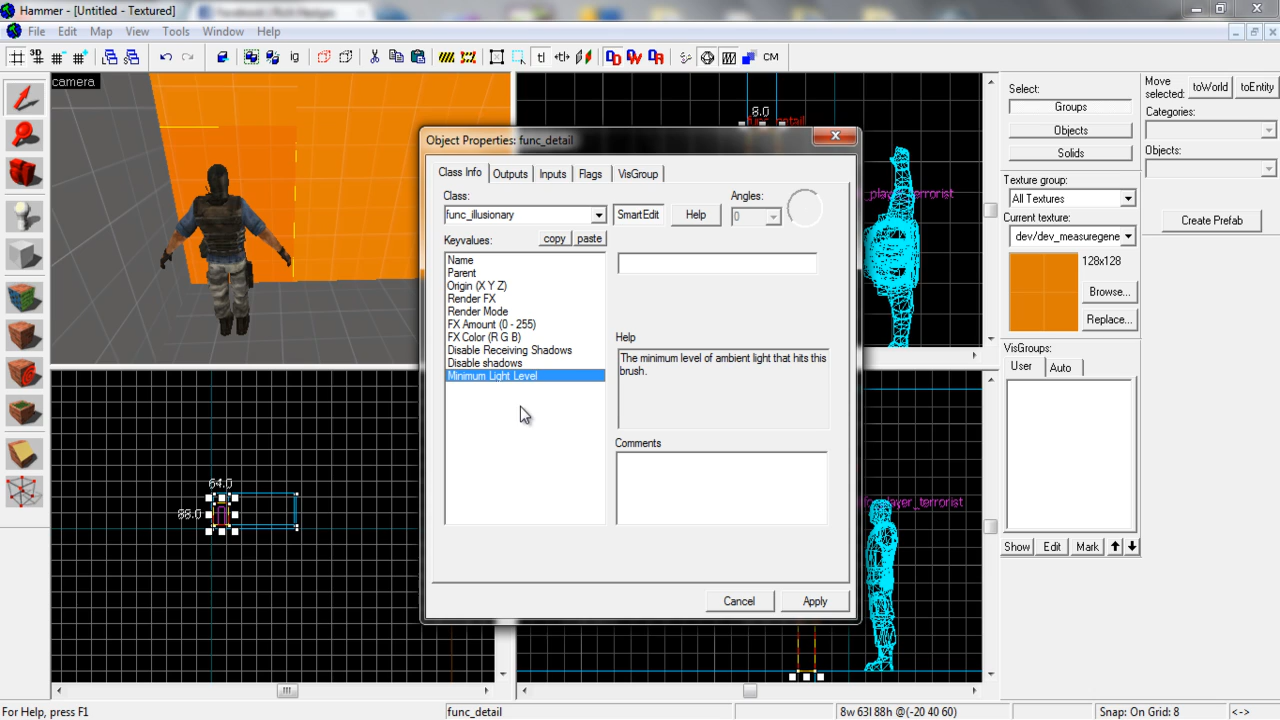 Hammer - [Untitled - Textured]
File Edit Map View Tools Window Help
3D
ig
tl
CM
camera
8.0
64.0
88.0
Object Properties: func_detail
Class Info Outputs Inputs Flags VisGroup
Class:
func_illusionary
SmartEdit
Help
Angles:
0
Keyvalues:
copy
paste
Name
Parent
Origin (X Y Z)
Render FX
Render Mode
FX Amount (0 - 255)
FX Color (R G B)
Disable Receiving Shadows
Disable shadows
Minimum Light Level
Help
The minimum level of ambient light that hits this
brush.
Comments
Cancel
Apply
_player_terrorist
player_terrorist
Select:
Groups
Objects
Solids
Texture group:
All Textures
Current texture:
dev/dev_measuregene
128x128
Browse...
Replace...
VisGroups:
User Auto
Show Edit Mark
Move
selected:
toWorld
toEntity
Categories:
Objects:
Create Prefab
For Help, press F1
func_detail
8w 63l 88h @(-20 40 60)
Snap: On Grid: 8
<->